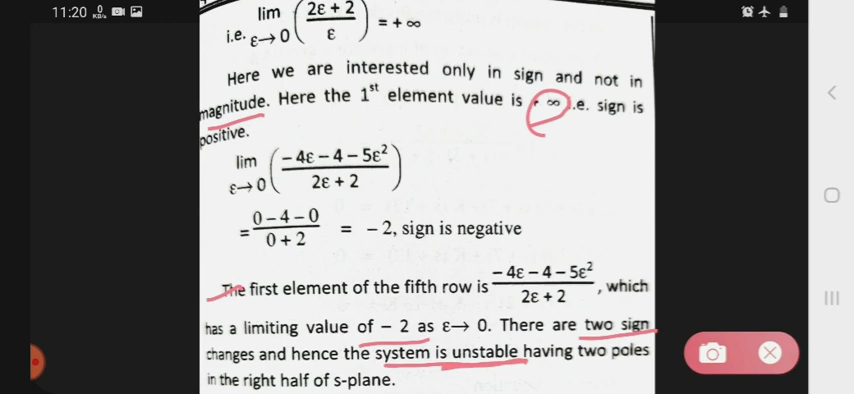 11:20 0 KB/s
lim (2ε + 2 / ε) = + ∞
i.e. ε→0
Here we are interested only in sign and not in
magnitude. Here the 1st element value is + ∞ i.e. sign is
positive.
lim (– 4ε – 4 – 5ε² / 2ε + 2)
ε→0
= 0 – 4 – 0 / 0 + 2 = – 2, sign is negative
The first element of the fifth row is – 4ε – 4 – 5ε² / 2ε + 2 , which
has a limiting value of – 2 as ε→ 0. There are two sign
changes and hence the system is unstable having two poles
in the right half of s-plane.